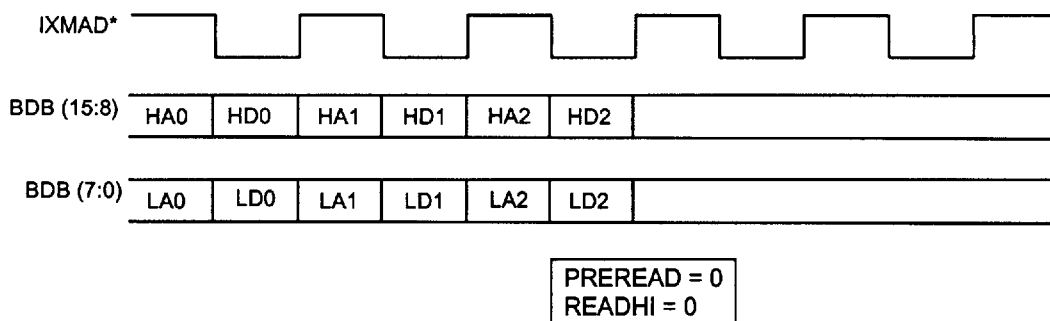 IXMAD*
BDB (15:8) HA0 HD0 HA1 HD1 HA2 HD2
BDB (7:0) LA0 LD0 LA1 LD1 LA2 LD2
PREREAD = 0
READHI = 0